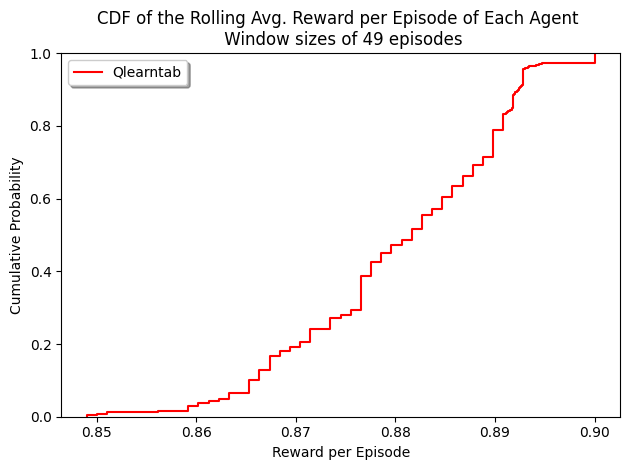 CDF of the Rolling Avg. Reward per Episode of Each Agent
Window sizes of 49 episodes
Qlearntab
1.0
0.8
0.6
0.4
0.2
0.0
Cumulative Probability
0.85 0.86 0.87 0.88 0.89 0.90
Reward per Episode